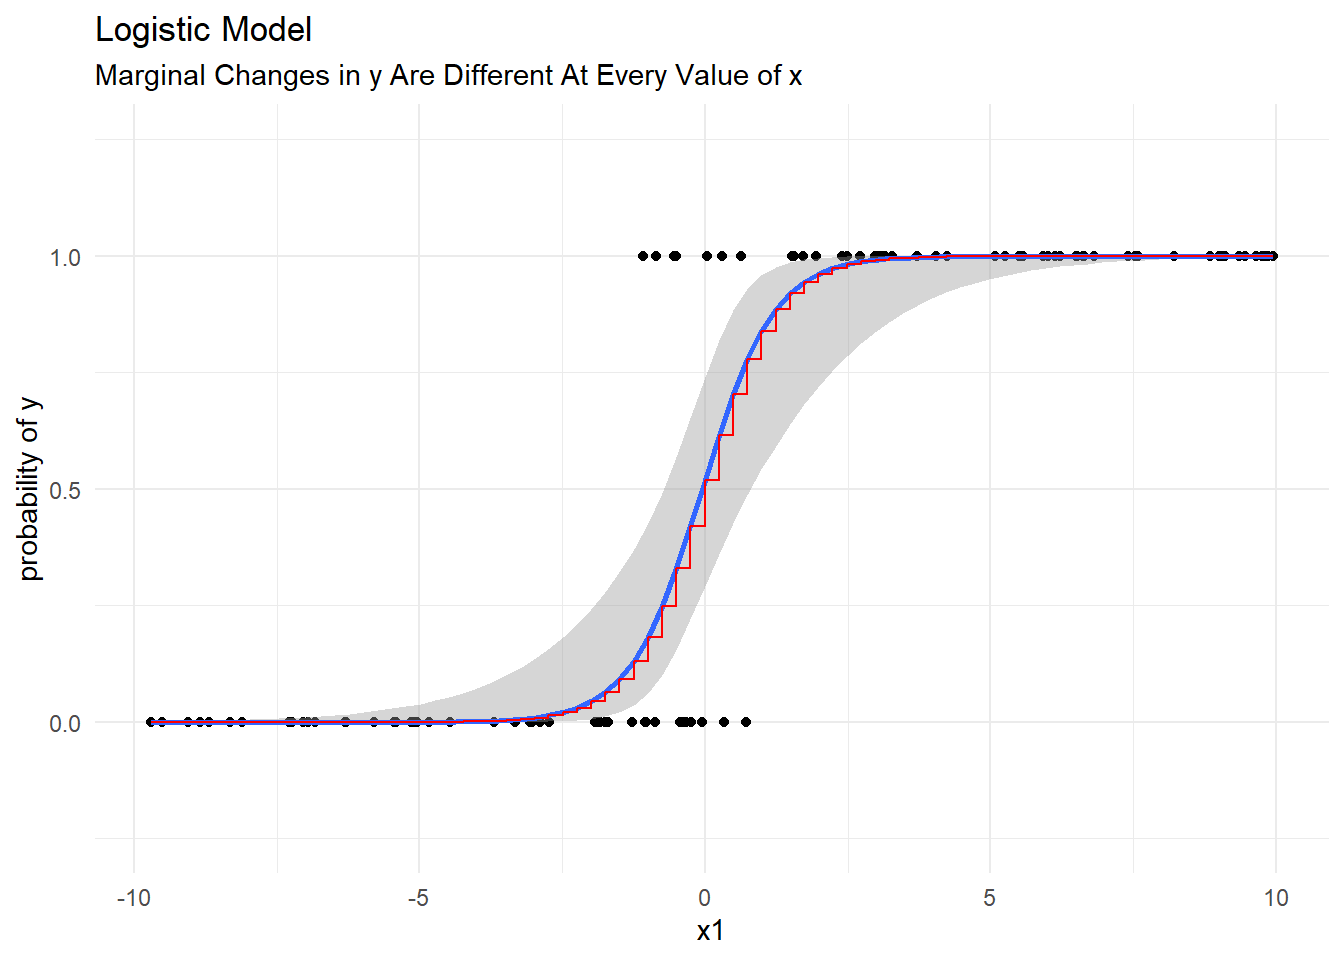 Logistic Model
Marginal Changes in y Are Different At Every Value of x
probability of y
1.0
0.5
0.0
-10
-5
0
5
10
x1